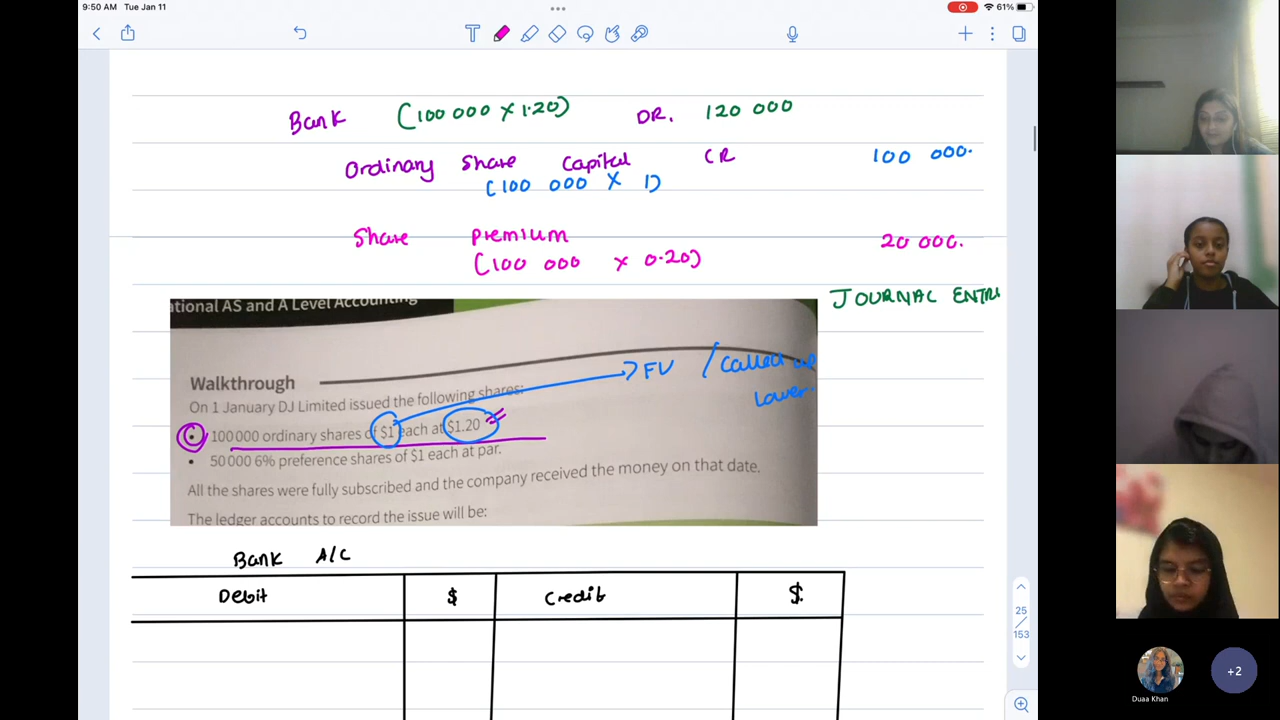 9:50 AM Tue Jan 11
61%
Bank (100 000 X 1.20) DR. 120 000
Ordinary Share Capital CR 100 000.
(100 000 X 1)
Share Premium 20 000.
(100 000 x 0.20)
JOURNAL ENTRI
ational AS and A Level Accounting
Walkthrough
On 1 January DJ Limited issued the following shares:
→ FV / Called up
Lower.
• 100 000 ordinary shares of $1 each at $1.20
• 50 000 6% preference shares of $1 each at par.
All the shares were fully subscribed and the company received the money on that date.
The ledger accounts to record the issue will be:
Bank A/C
Debit $ Credit $.
25
/
153
Duaa Khan
+2